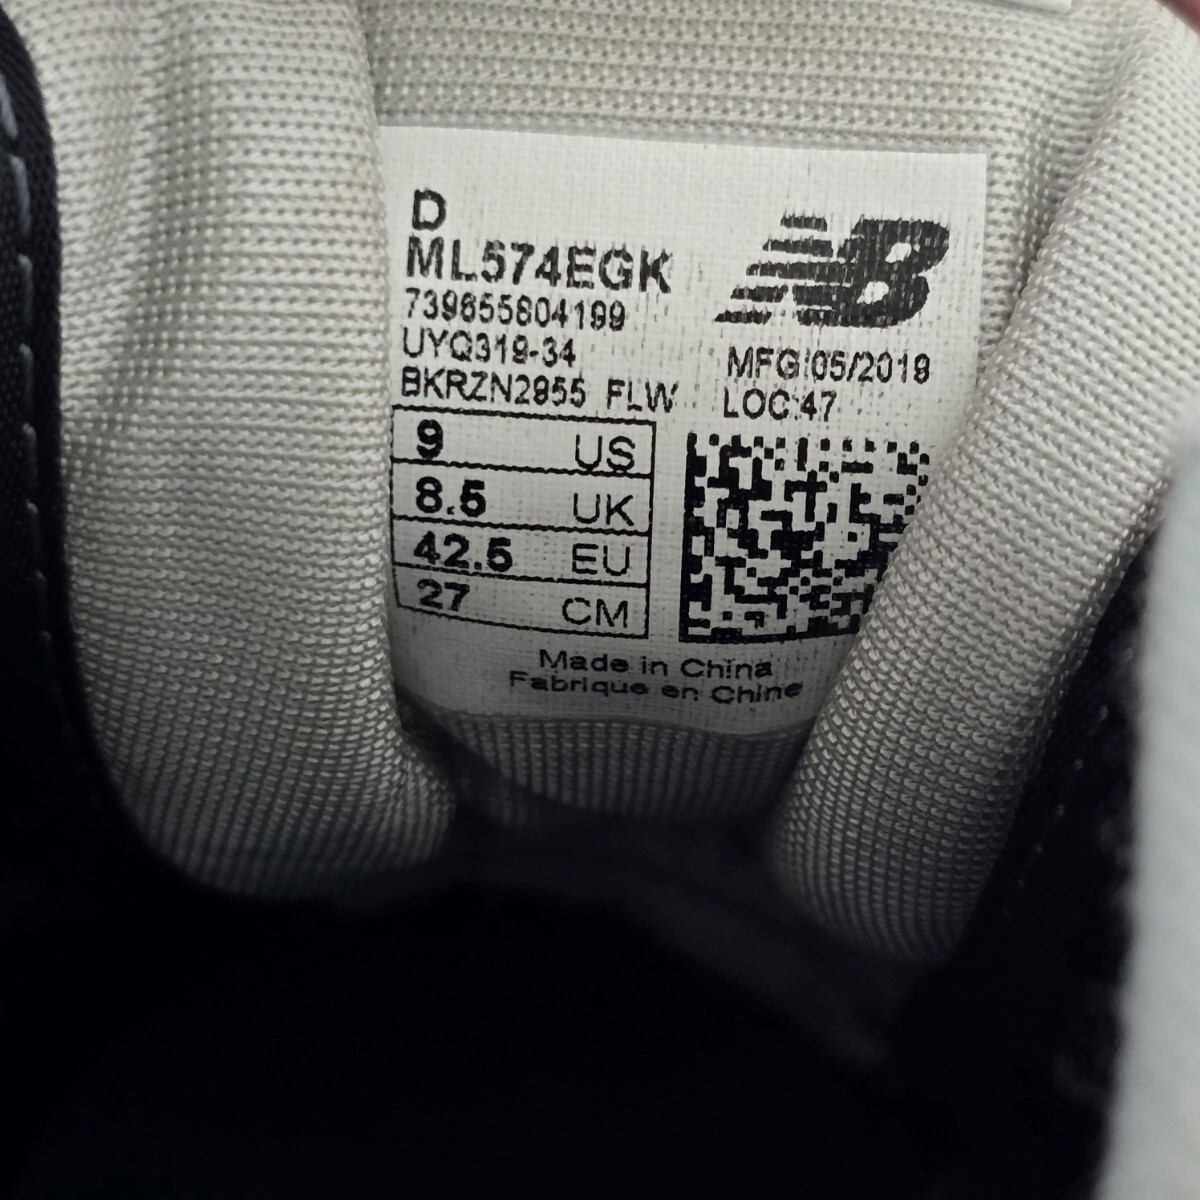 D
ML574EGK
739655804199
UYQ319-34
BKRZN2955 FLW
NB
MFG:05/2019
LOC:47
9 US
8.5 UK
42.5 EU
27 CM
Made in China
Fabrique en Chine